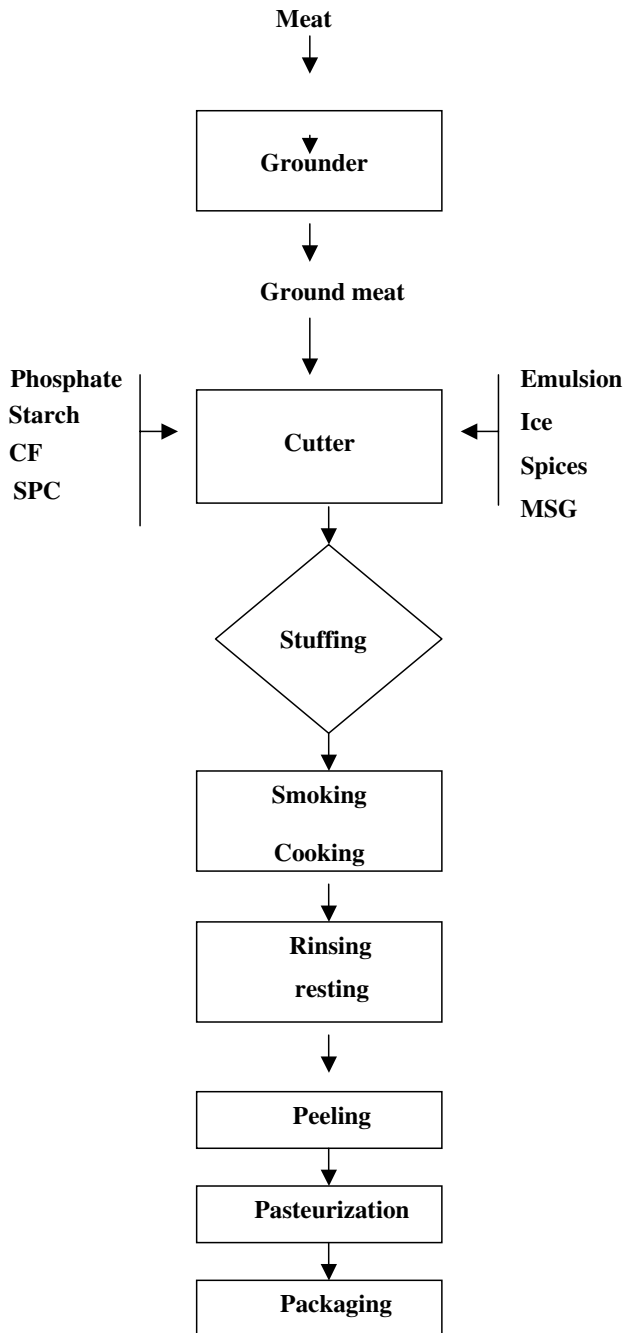 Meat
Grounder
Ground meat
Phosphate
Starch
CF
SPC
Cutter
Emulsion
Ice
Spices
MSG
Stuffing
Smoking
Cooking
Rinsing
resting
Peeling
Pasteurization
Packaging